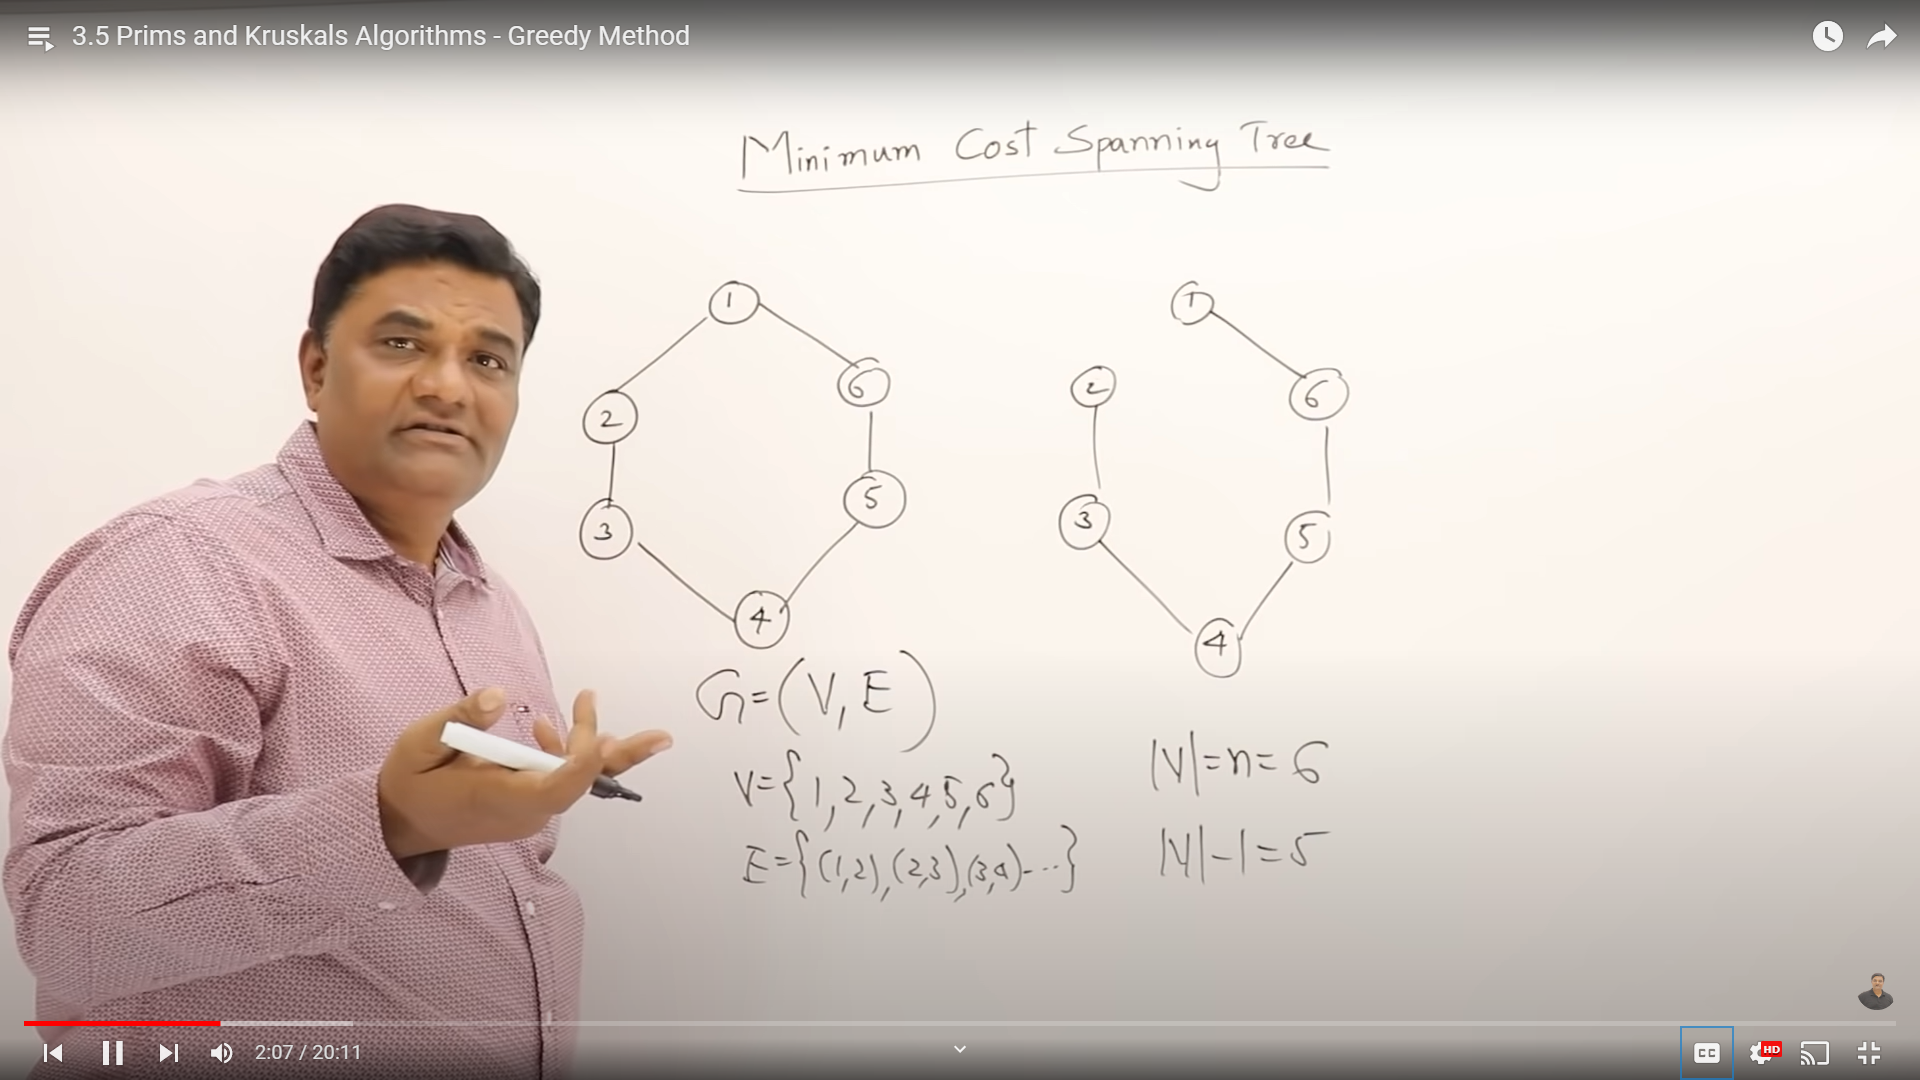 3.5 Prims and Kruskals Algorithms - Greedy Method
Minimum Cost Spanning Tree
1
6
2
5
3
4
1
2
6
3
5
4
G=(V,E)
V={1,2,3,4,5,6}
E={(1,2),(2,3),(3,4)----}
|V|=n=6
|V|-1=5
2:07 / 20:11
CC
HD